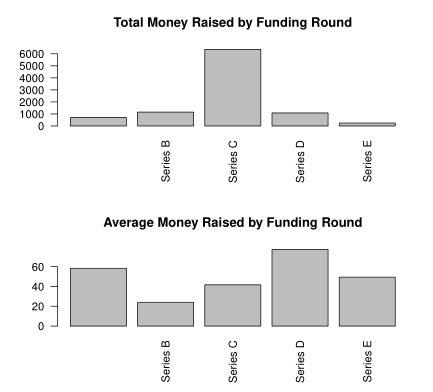 Total Money Raised by Funding Round
6000
5000
4000
3000
2000
1000
0
Series B
Series C
Series D
Series E
Average Money Raised by Funding Round
60
40
20
0
Series B
Series C
Series D
Series E